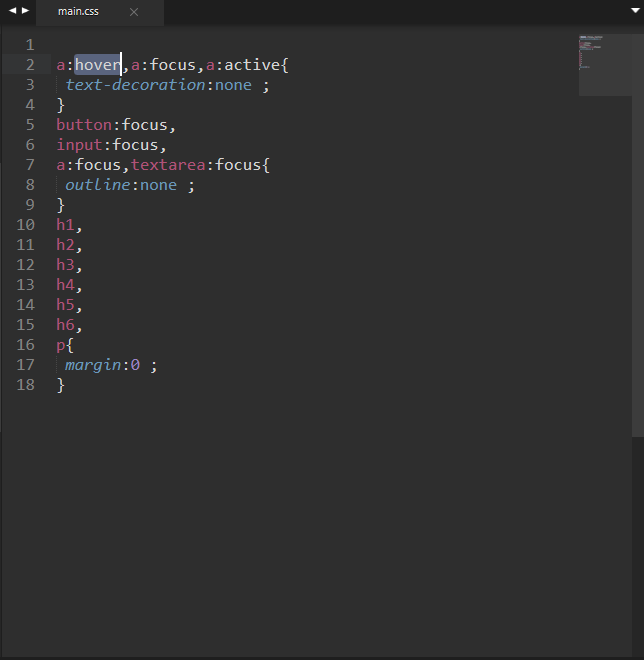 main.css
1
2 a:hover,a:focus,a:active{
3 text-decoration:none ;
4 }
5 button:focus,
6 input:focus,
7 a:focus,textarea:focus{
8 outline:none ;
9 }
10 h1,
11 h2,
12 h3,
13 h4,
14 h5,
15 h6,
16 p{
17 margin:0 ;
18 }